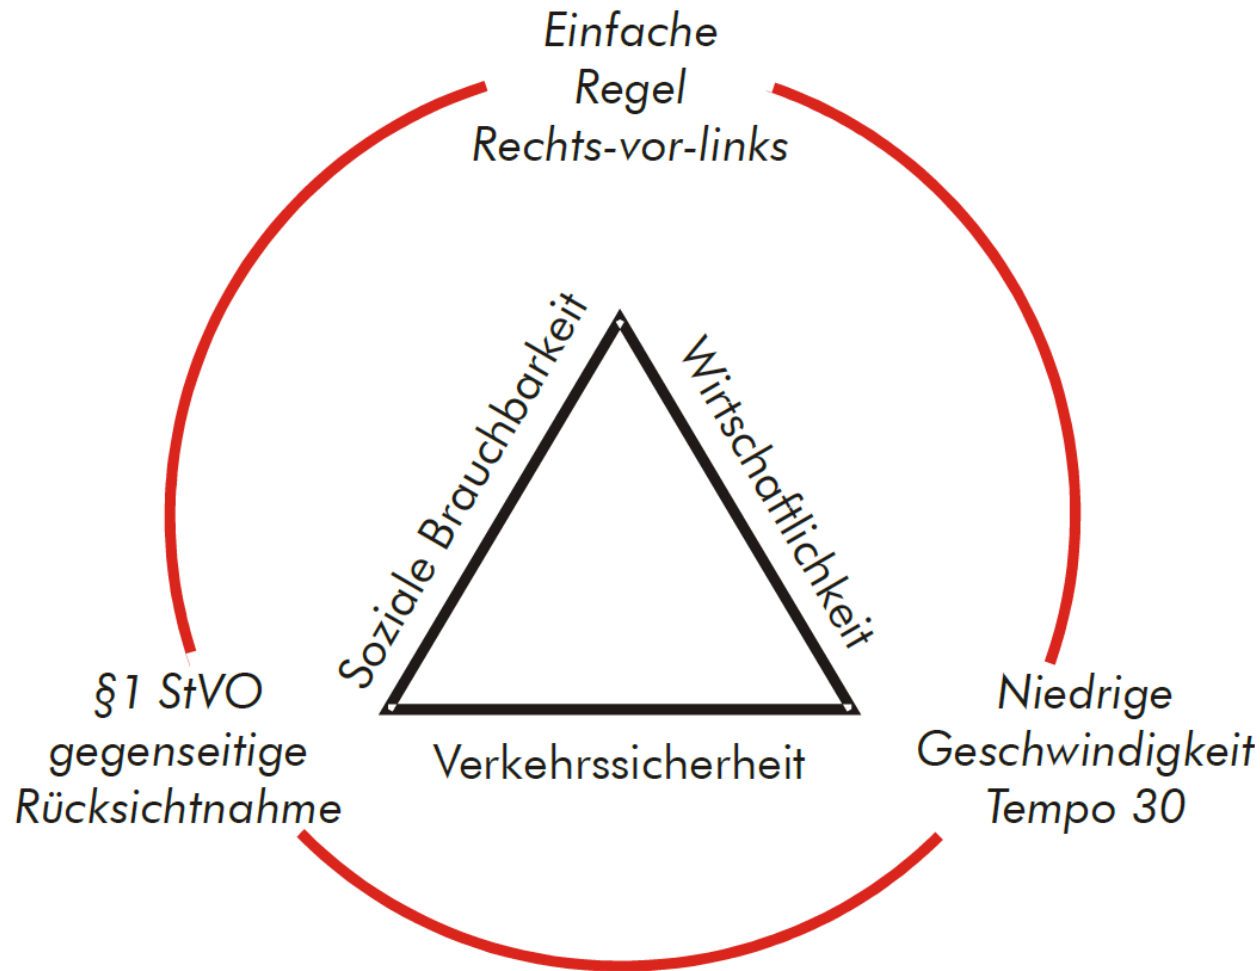 Einfache
Regel
Rechts-vor-links
Soziale Brauchbarkeit
Wirtschaftlichkeit
Verkehrssicherheit
§1 StVO
gegenseitige
Rücksichtnahme
Niedrige
Geschwindigkeit
Tempo 30